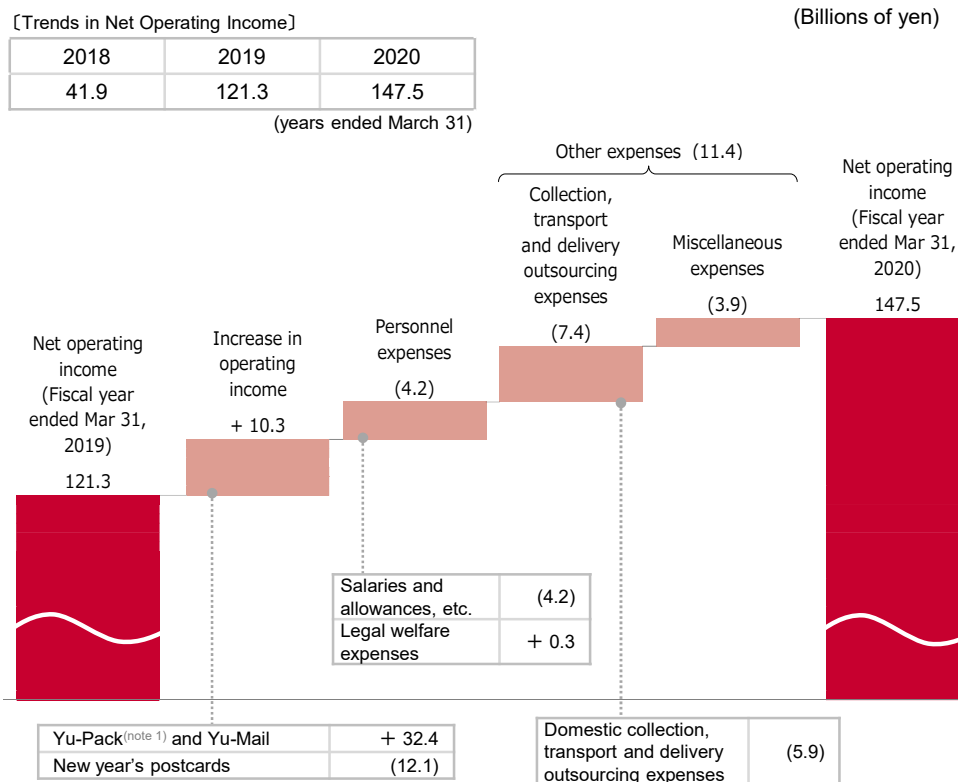 〔Trends in Net Operating Income〕
(Billions of yen)
2018 2019 2020
41.9 121.3 147.5
(years ended March 31)
Net operating
income
(Fiscal year
ended Mar 31,
2019)
121.3
Increase in
operating
income
+ 10.3
Personnel
expenses
(4.2)
Other expenses (11.4)
Collection,
transport
and delivery
outsourcing
expenses
(7.4)
Miscellaneous
expenses
(3.9)
Net operating
income
(Fiscal year
ended Mar 31,
2020)
147.5
Salaries and
allowances, etc. (4.2)
Legal welfare
expenses + 0.3
Yu-Pack(note 1) and Yu-Mail + 32.4
New year's postcards (12.1)
Domestic collection,
transport and delivery (5.9)
outsourcing expenses